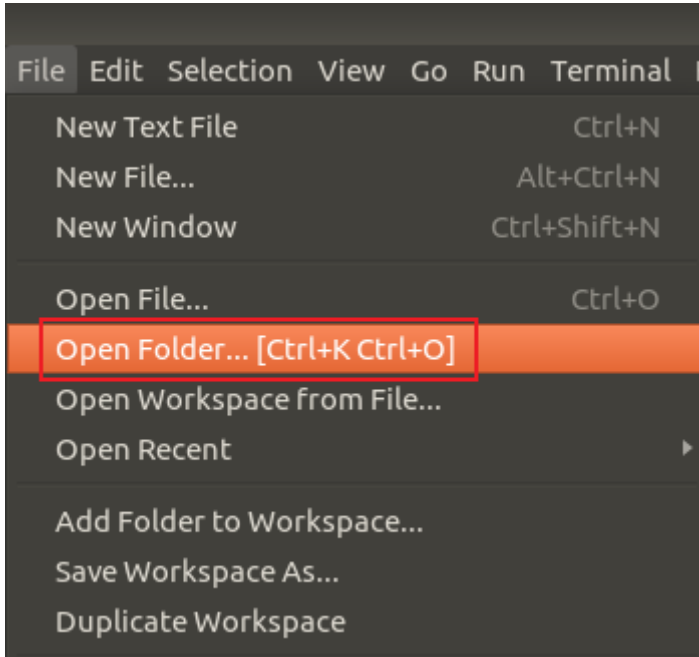 File Edit Selection View Go Run Terminal
New Text File Ctrl+N
New File... Alt+Ctrl+N
New Window Ctrl+Shift+N
Open File... Ctrl+O
Open Folder... [Ctrl+K Ctrl+O]
Open Workspace from File...
Open Recent
Add Folder to Workspace...
Save Workspace As...
Duplicate Workspace